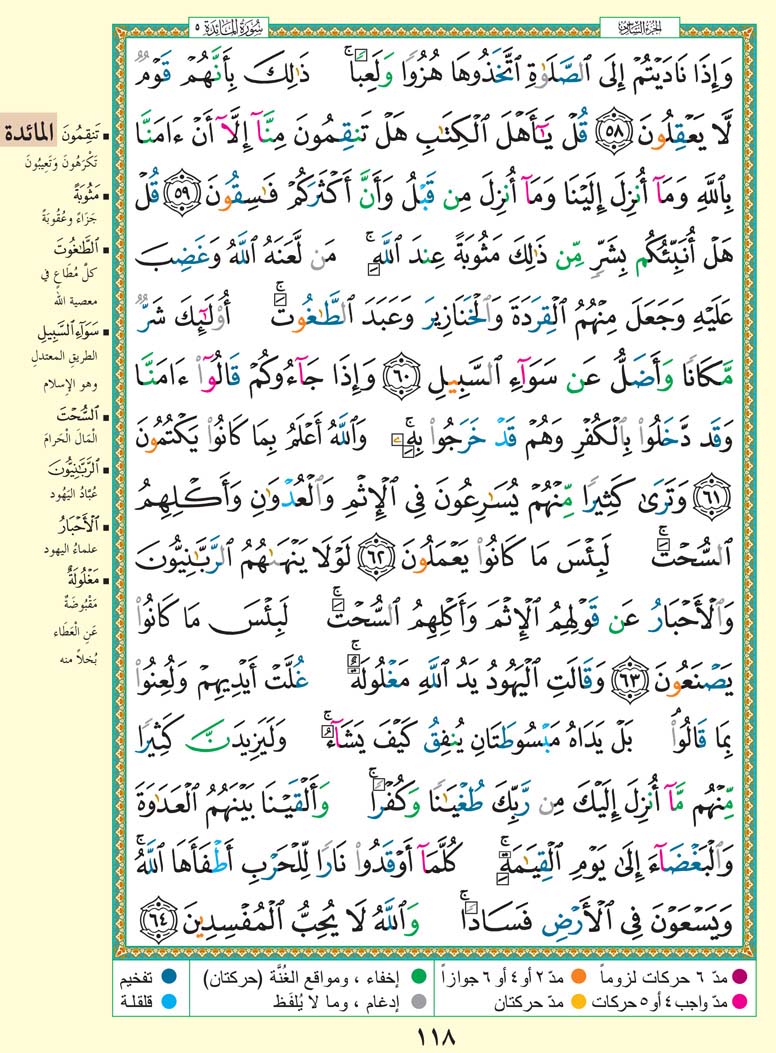 الجزء السادس
سورة المائدة ٥
وَإِذَا نَادَيْتُمْ إِلَى ٱلصَّلَوٰةِ ٱتَّخَذُوهَا هُزُوًا وَلَعِبًا ۚ ذَٰلِكَ بِأَنَّهُمْ قَوْمٌ
لَّا يَعْقِلُونَ ٥٨ قُلْ يَـٰٓأَهْلَ ٱلْكِتَـٰبِ هَلْ تَنقِمُونَ مِنَّآ إِلَّآ أَنْ ءَامَنَّا
بِٱللَّهِ وَمَآ أُنزِلَ إِلَيْنَا وَمَآ أُنزِلَ مِن قَبْلُ وَأَنَّ أَكْثَرَكُمْ فَـٰسِقُونَ ٥٩ قُلْ
هَلْ أُنَبِّئُكُم بِشَرٍّ مِّن ذَٰلِكَ مَثُوبَةً عِندَ ٱللَّهِ ۚ مَن لَّعَنَهُ ٱللَّهُ وَغَضِبَ
عَلَيْهِ وَجَعَلَ مِنْهُمُ ٱلْقِرَدَةَ وَٱلْخَنَازِيرَ وَعَبَدَ ٱلطَّـٰغُوتَ ۚ أُو۟لَـٰٓئِكَ شَرٌّ
مَّكَانًا وَأَضَلُّ عَن سَوَآءِ ٱلسَّبِيلِ ٦٠ وَإِذَا جَآءُوكُمْ قَالُوٓا۟ ءَامَنَّا
وَقَد دَّخَلُوا۟ بِٱلْكُفْرِ وَهُمْ قَدْ خَرَجُوا۟ بِهِۦ ۚ وَٱللَّهُ أَعْلَمُ بِمَا كَانُوا۟ يَكْتُمُونَ
٦١ وَتَرَىٰ كَثِيرًا مِّنْهُمْ يُسَـٰرِعُونَ فِى ٱلْإِثْمِ وَٱلْعُدْوَٰنِ وَأَكْلِهِمُ
ٱلسُّحْتَ ۚ لَبِئْسَ مَا كَانُوا۟ يَعْمَلُونَ ٦٢ لَوْلَا يَنْهَىٰهُمُ ٱلرَّبَّـٰنِيُّونَ
وَٱلْأَحْبَارُ عَن قَوْلِهِمُ ٱلْإِثْمَ وَأَكْلِهِمُ ٱلسُّحْتَ ۚ لَبِئْسَ مَا كَانُوا۟
يَصْنَعُونَ ٦٣ وَقَالَتِ ٱلْيَهُودُ يَدُ ٱللَّهِ مَغْلُولَةٌ ۚ غُلَّتْ أَيْدِيهِمْ وَلُعِنُوا۟
بِمَا قَالُوا۟ ۘ بَلْ يَدَاهُ مَبْسُوطَتَانِ يُنفِقُ كَيْفَ يَشَآءُ ۚ وَلَيَزِيدَنَّ كَثِيرًا
مِّنْهُم مَّآ أُنزِلَ إِلَيْكَ مِن رَّبِّكَ طُغْيَـٰنًا وَكُفْرًا ۚ وَأَلْقَيْنَا بَيْنَهُمُ ٱلْعَدَٰوَةَ
وَٱلْبَغْضَآءَ إِلَىٰ يَوْمِ ٱلْقِيَـٰمَةِ ۚ كُلَّمَآ أَوْقَدُوا۟ نَارًا لِّلْحَرْبِ أَطْفَأَهَا ٱللَّهُ ۚ
وَيَسْعَوْنَ فِى ٱلْأَرْضِ فَسَادًا ۚ وَٱللَّهُ لَا يُحِبُّ ٱلْمُفْسِدِينَ ٦٤
المائدة
تَنقِمُونَ
تَكْرَهُونَ وَتَعِيبُونَ
مَثُوبَةً
جَزَاءً وعُقُوبَةً
ٱلطَّـٰغُوتَ
كلّ مُطَاعٍ في
معصية الله
سَوَآءِ ٱلسَّبِيلِ
الطريق المعتدل
وهو الإسلام
ٱلسُّحْتَ
الْمَالَ الْحَرامَ
ٱلرَّبَّـٰنِيُّونَ
عُبَّادُ اليَهُود
ٱلْأَحْبَارُ
علماءُ اليهود
مَغْلُولَةٌ
مَقْبُوضَةٌ
عَنِ الْعَطَاء
بُخلاً منه
مدّ ٦ حركات لزوماً
مدّ ٢ أو ٤ أو ٦ جوازاً
إخفاء ، ومواقع الغُنَّة (حركتان)
تفخيم
مدّ واجب ٤ أو ٥ حركات
مدّ حركتان
إدغام ، وما لا يُلفَظ
قلقلة
١١٨